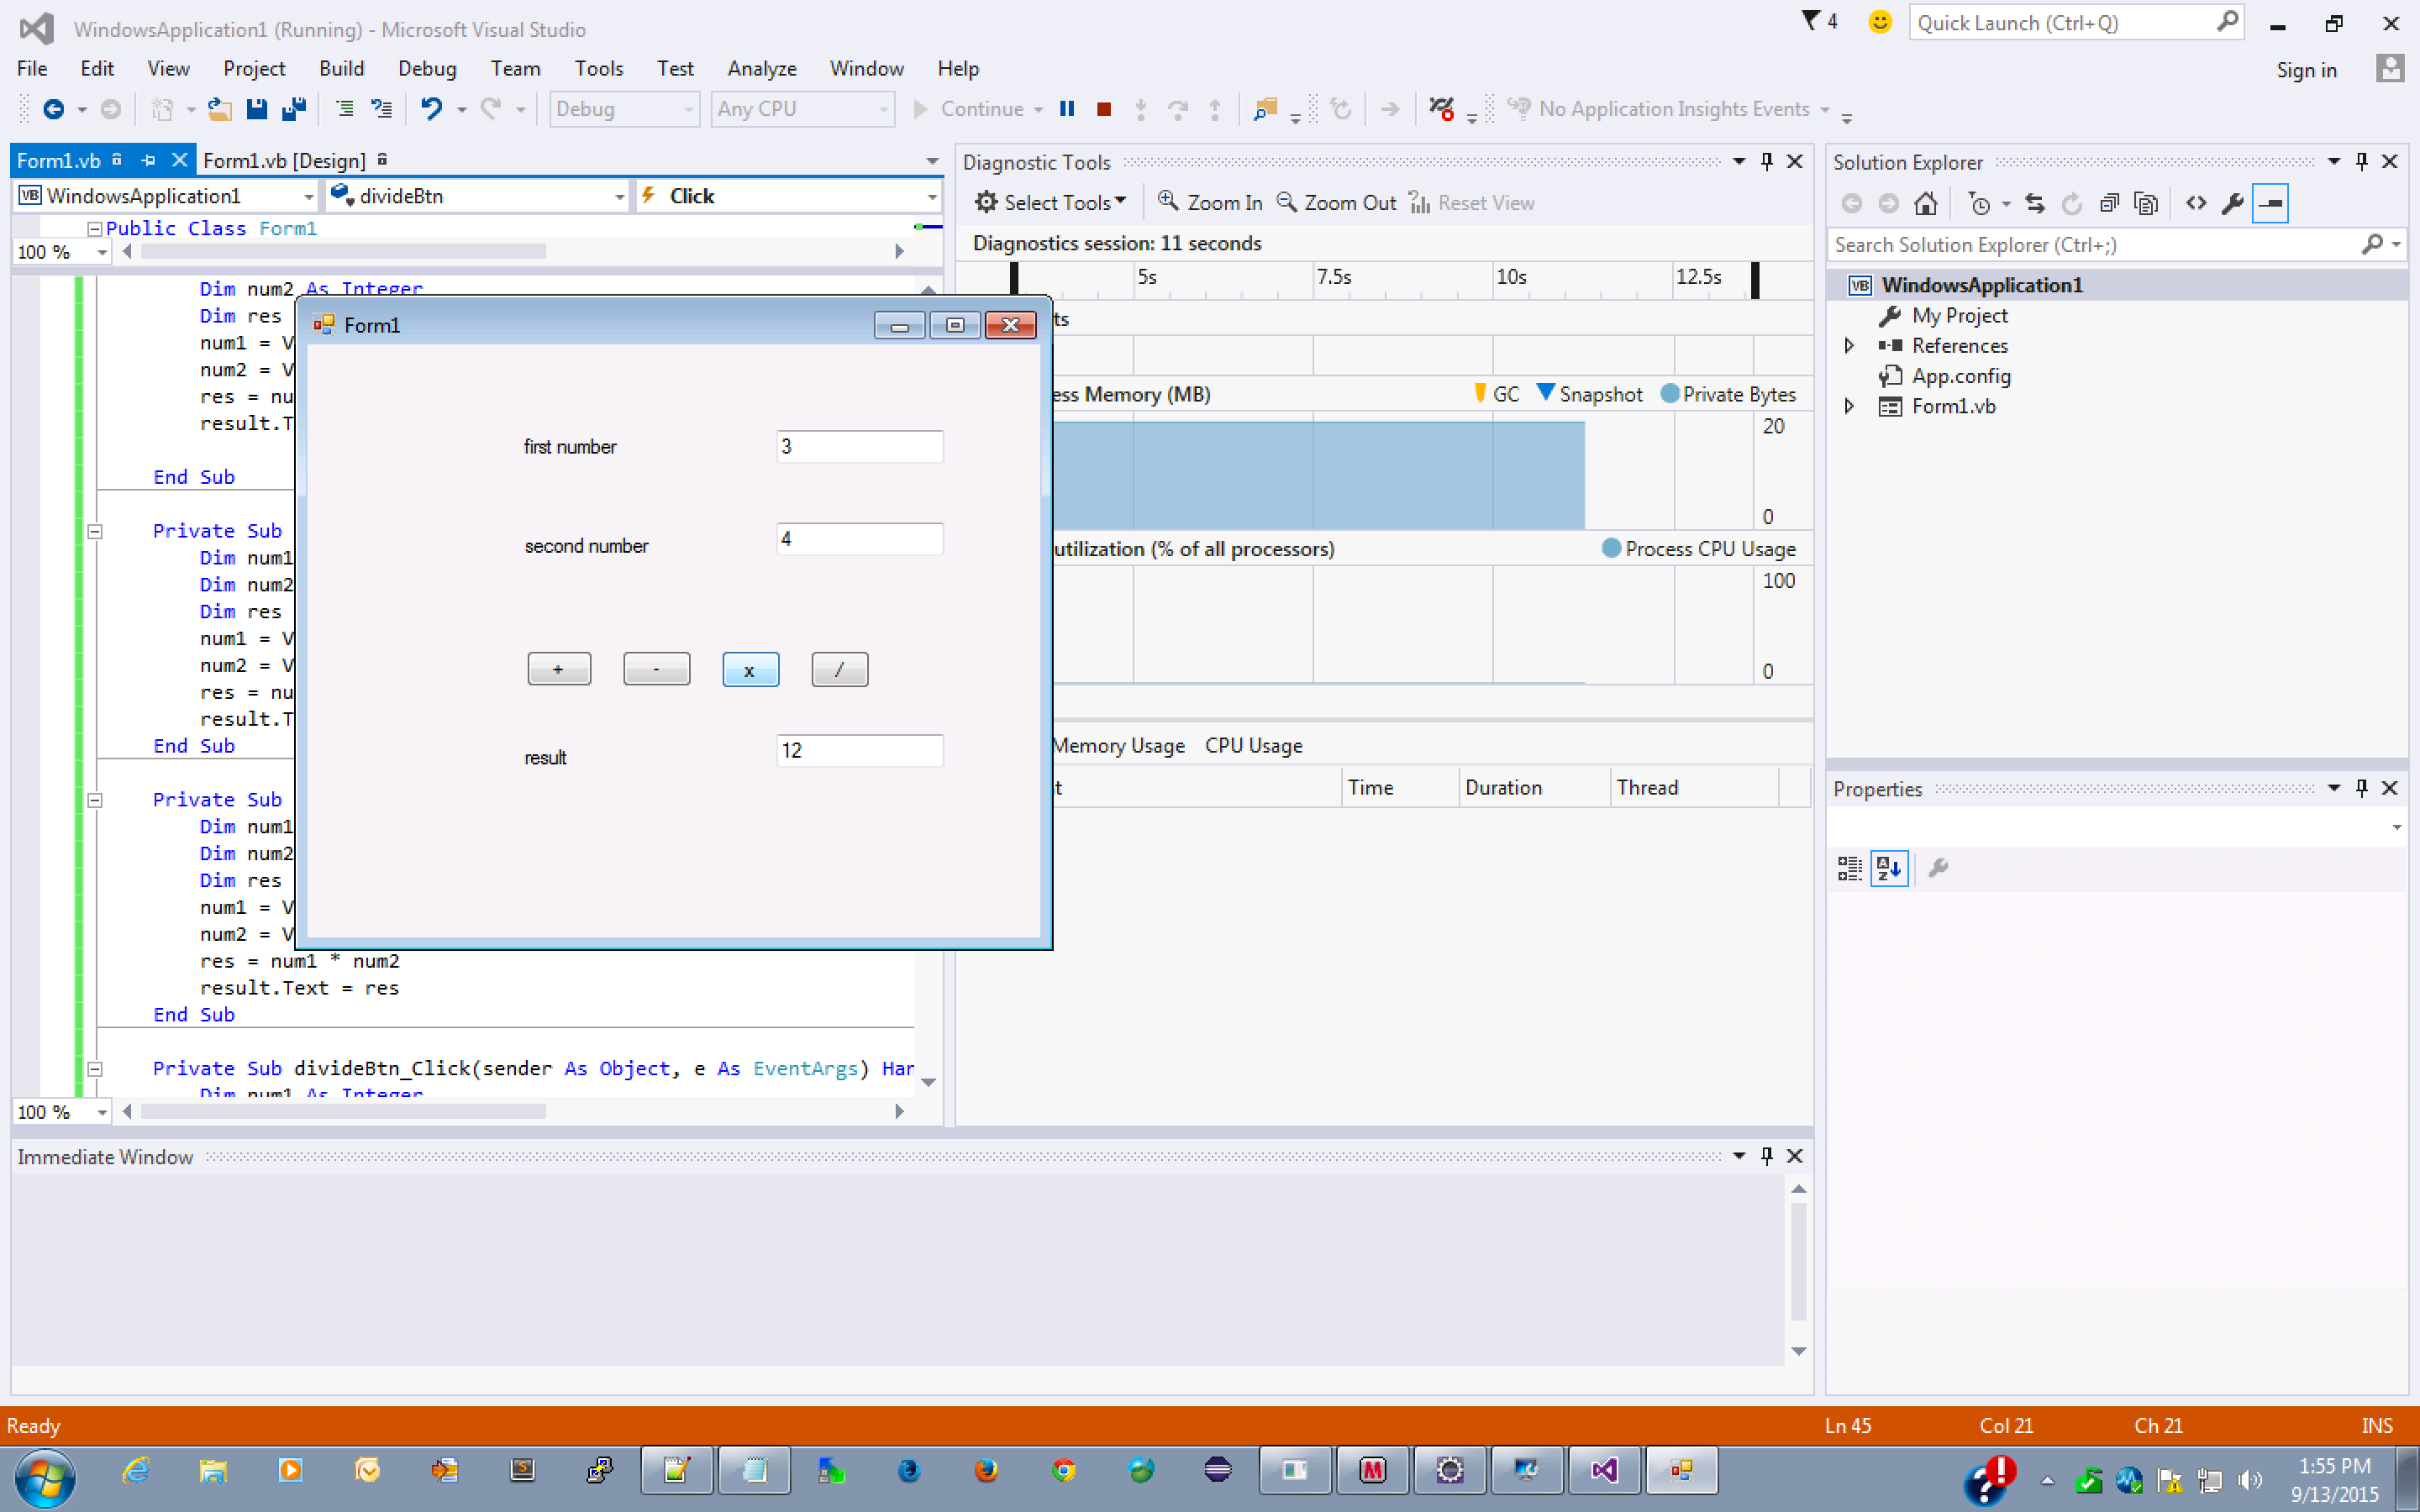 WindowsApplication1 (Running) - Microsoft Visual Studio
4
Quick Launch (Ctrl+Q)
File Edit View Project Build Debug Team Tools Test Analyze Window Help
Sign in
Debug Any CPU Continue No Application Insights Events
Form1.vb Form1.vb [Design]
WindowsApplication1 divideBtn Click
Public Class Form1
100 %
Dim num2 As Integer
Dim res
num1 = V
num2 = V
res = nu
result.T
End Sub
Private Sub
Dim num1
Dim num2
Dim res
num1 = V
num2 = V
res = nu
result.T
End Sub
Private Sub
Dim num1
Dim num2
Dim res
num1 = V
num2 = V
res = num1 * num2
result.Text = res
End Sub
Private Sub divideBtn_Click(sender As Object, e As EventArgs) Har
Dim num1 As Integer
100 %
Form1
first number 3
second number 4
+ - x /
result 12
Diagnostic Tools
Select Tools Zoom In Zoom Out Reset View
Diagnostics session: 11 seconds
5s 7.5s 10s 12.5s
ts
ess Memory (MB) GC Snapshot Private Bytes
20
0
utilization (% of all processors) Process CPU Usage
100
0
Memory Usage CPU Usage
t Time Duration Thread
Solution Explorer
Search Solution Explorer (Ctrl+;)
VB WindowsApplication1
My Project
References
App.config
Form1.vb
Properties
Immediate Window
Ready Ln 45 Col 21 Ch 21 INS
1:55 PM
9/13/2015